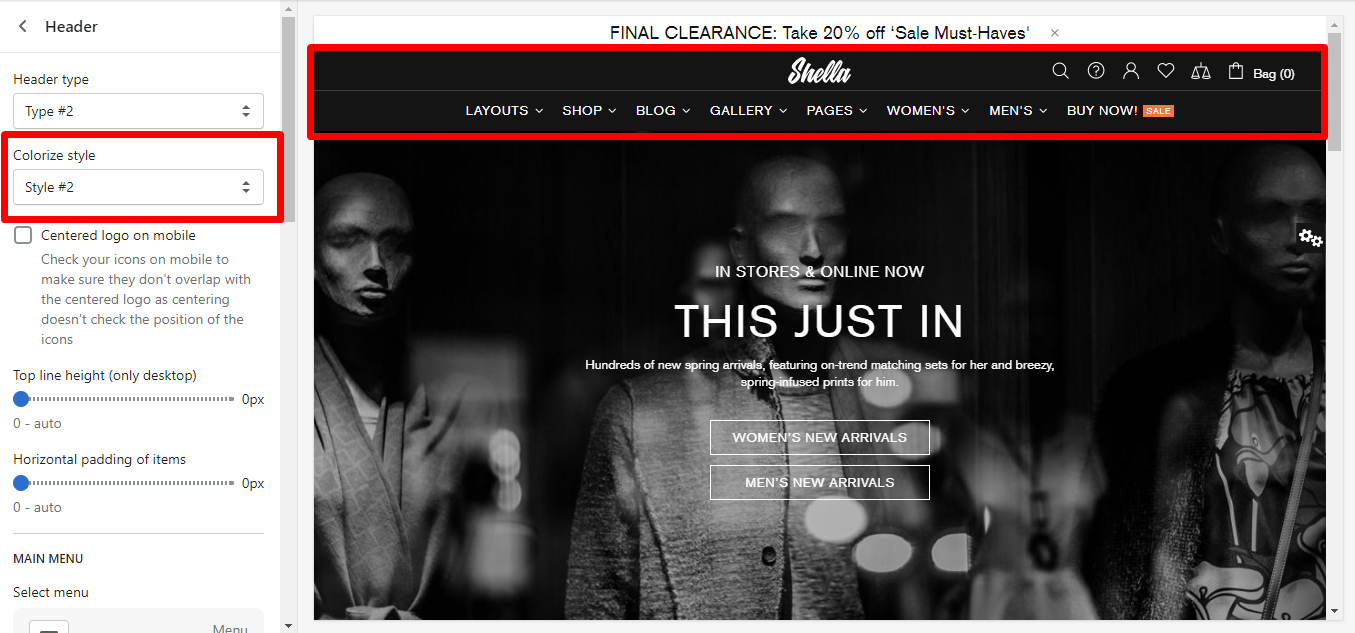 Header
Header type
Type #2
Colorize style
Style #2
Centered logo on mobile
Check your icons on mobile to
make sure they don't overlap with
the centered logo as centering
doesn't check the position of the
icons
Top line height (only desktop)
0px
0 - auto
Horizontal padding of items
0px
0 - auto
MAIN MENU
Select menu
Menu
FINAL CLEARANCE: Take 20% off ‘Sale Must-Haves'
Shella
Bag (0)
LAYOUTS SHOP BLOG GALLERY PAGES WOMEN'S MEN'S BUY NOW! SALE
IN STORES & ONLINE NOW
THIS JUST IN
Hundreds of new spring arrivals, featuring on-trend matching sets for her and breezy,
spring-infused prints for him.
WOMEN'S NEW ARRIVALS
MEN'S NEW ARRIVALS